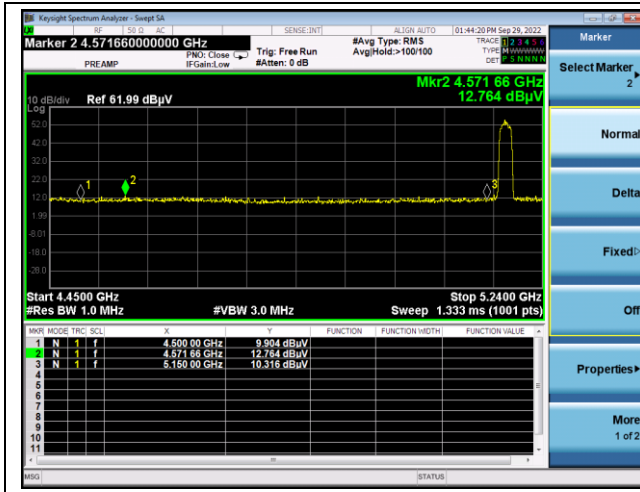 Keysight Spectrum Analyzer - Swept SA
RF 50 Ω AC SENSE:INT ALIGN AUTO 01:44:20 PM Sep 29, 2022
Marker 2 4.571660000000 GHz
PREAMP
PNO: Close
IFGain:Low
Trig: Free Run
#Atten: 0 dB
#Avg Type: RMS
Avg|Hold:>100/100
TRACE 1 2 3 4 5 6
TYPE M WWWWW
DET P S N N N N
Mkr2 4.571 66 GHz
12.764 dBµV
10 dB/div Ref 61.99 dBµV
Log
52.0
42.0
32.0
22.0
12.0
1.99
-8.01
-18.0
-28.0
1
2
3
Start 4.4500 GHz Stop 5.2400 GHz
#Res BW 1.0 MHz #VBW 3.0 MHz Sweep 1.333 ms (1001 pts)
MKR MODE TRC SCL X Y FUNCTION FUNCTION WIDTH FUNCTION VALUE
1 N 1 f 4.500 00 GHz 9.904 dBµV
2 N 1 f 4.571 66 GHz 12.764 dBµV
3 N 1 f 5.150 00 GHz 10.316 dBµV
4
5
6
7
8
9
10
11
MSG STATUS
Marker
Select Marker
2
Normal
Delta
Fixed
Off
Properties
More
1 of 2